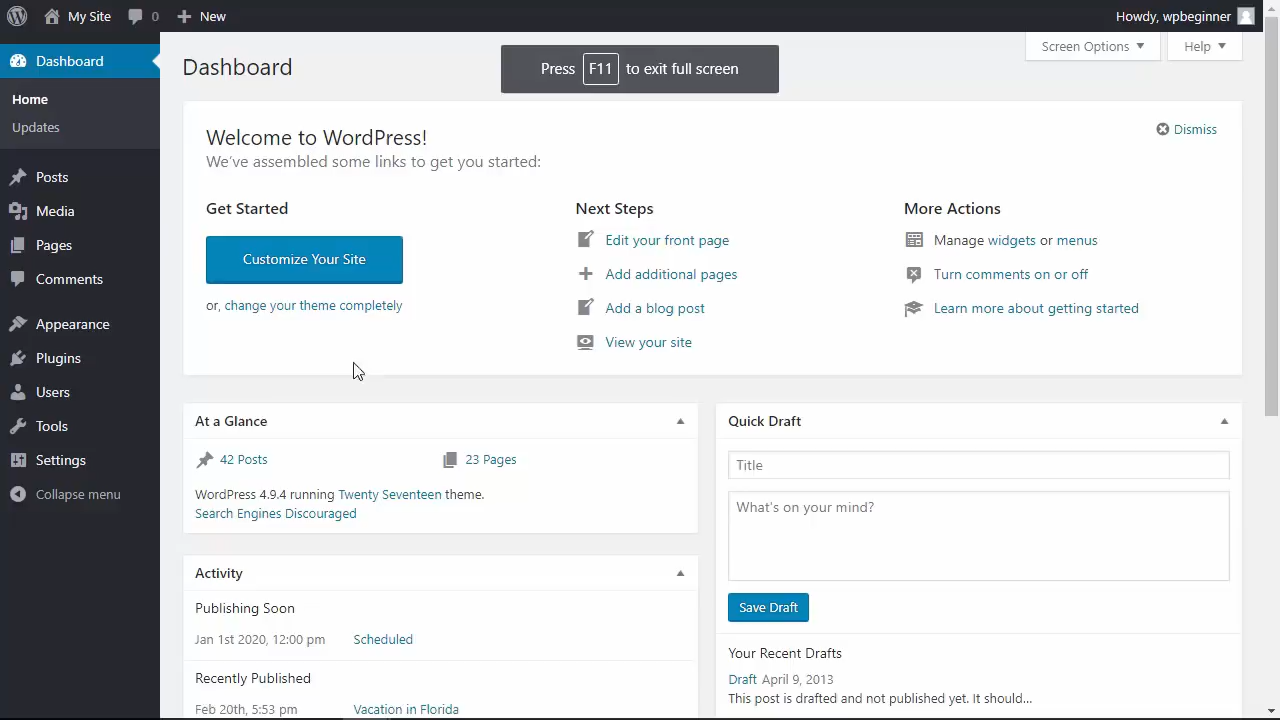 My Site 0 New Howdy, wpbeginner
Dashboard
Home
Updates
Posts
Media
Pages
Comments
Appearance
Plugins
Users
Tools
Settings
Collapse menu
Screen Options Help
Dashboard
Press F11 to exit full screen
Welcome to WordPress!
Dismiss
We've assembled some links to get you started:
Get Started
Customize Your Site
or, change your theme completely
Next Steps
Edit your front page
Add additional pages
Add a blog post
View your site
More Actions
Manage widgets or menus
Turn comments on or off
Learn more about getting started
At a Glance
42 Posts 23 Pages
WordPress 4.9.4 running Twenty Seventeen theme.
Search Engines Discouraged
Activity
Publishing Soon
Jan 1st 2020, 12:00 pm Scheduled
Recently Published
Feb 20th, 5:53 pm Vacation in Florida
Quick Draft
Title
What's on your mind?
Save Draft
Your Recent Drafts
Draft April 9, 2013
This post is drafted and not published yet. It should…